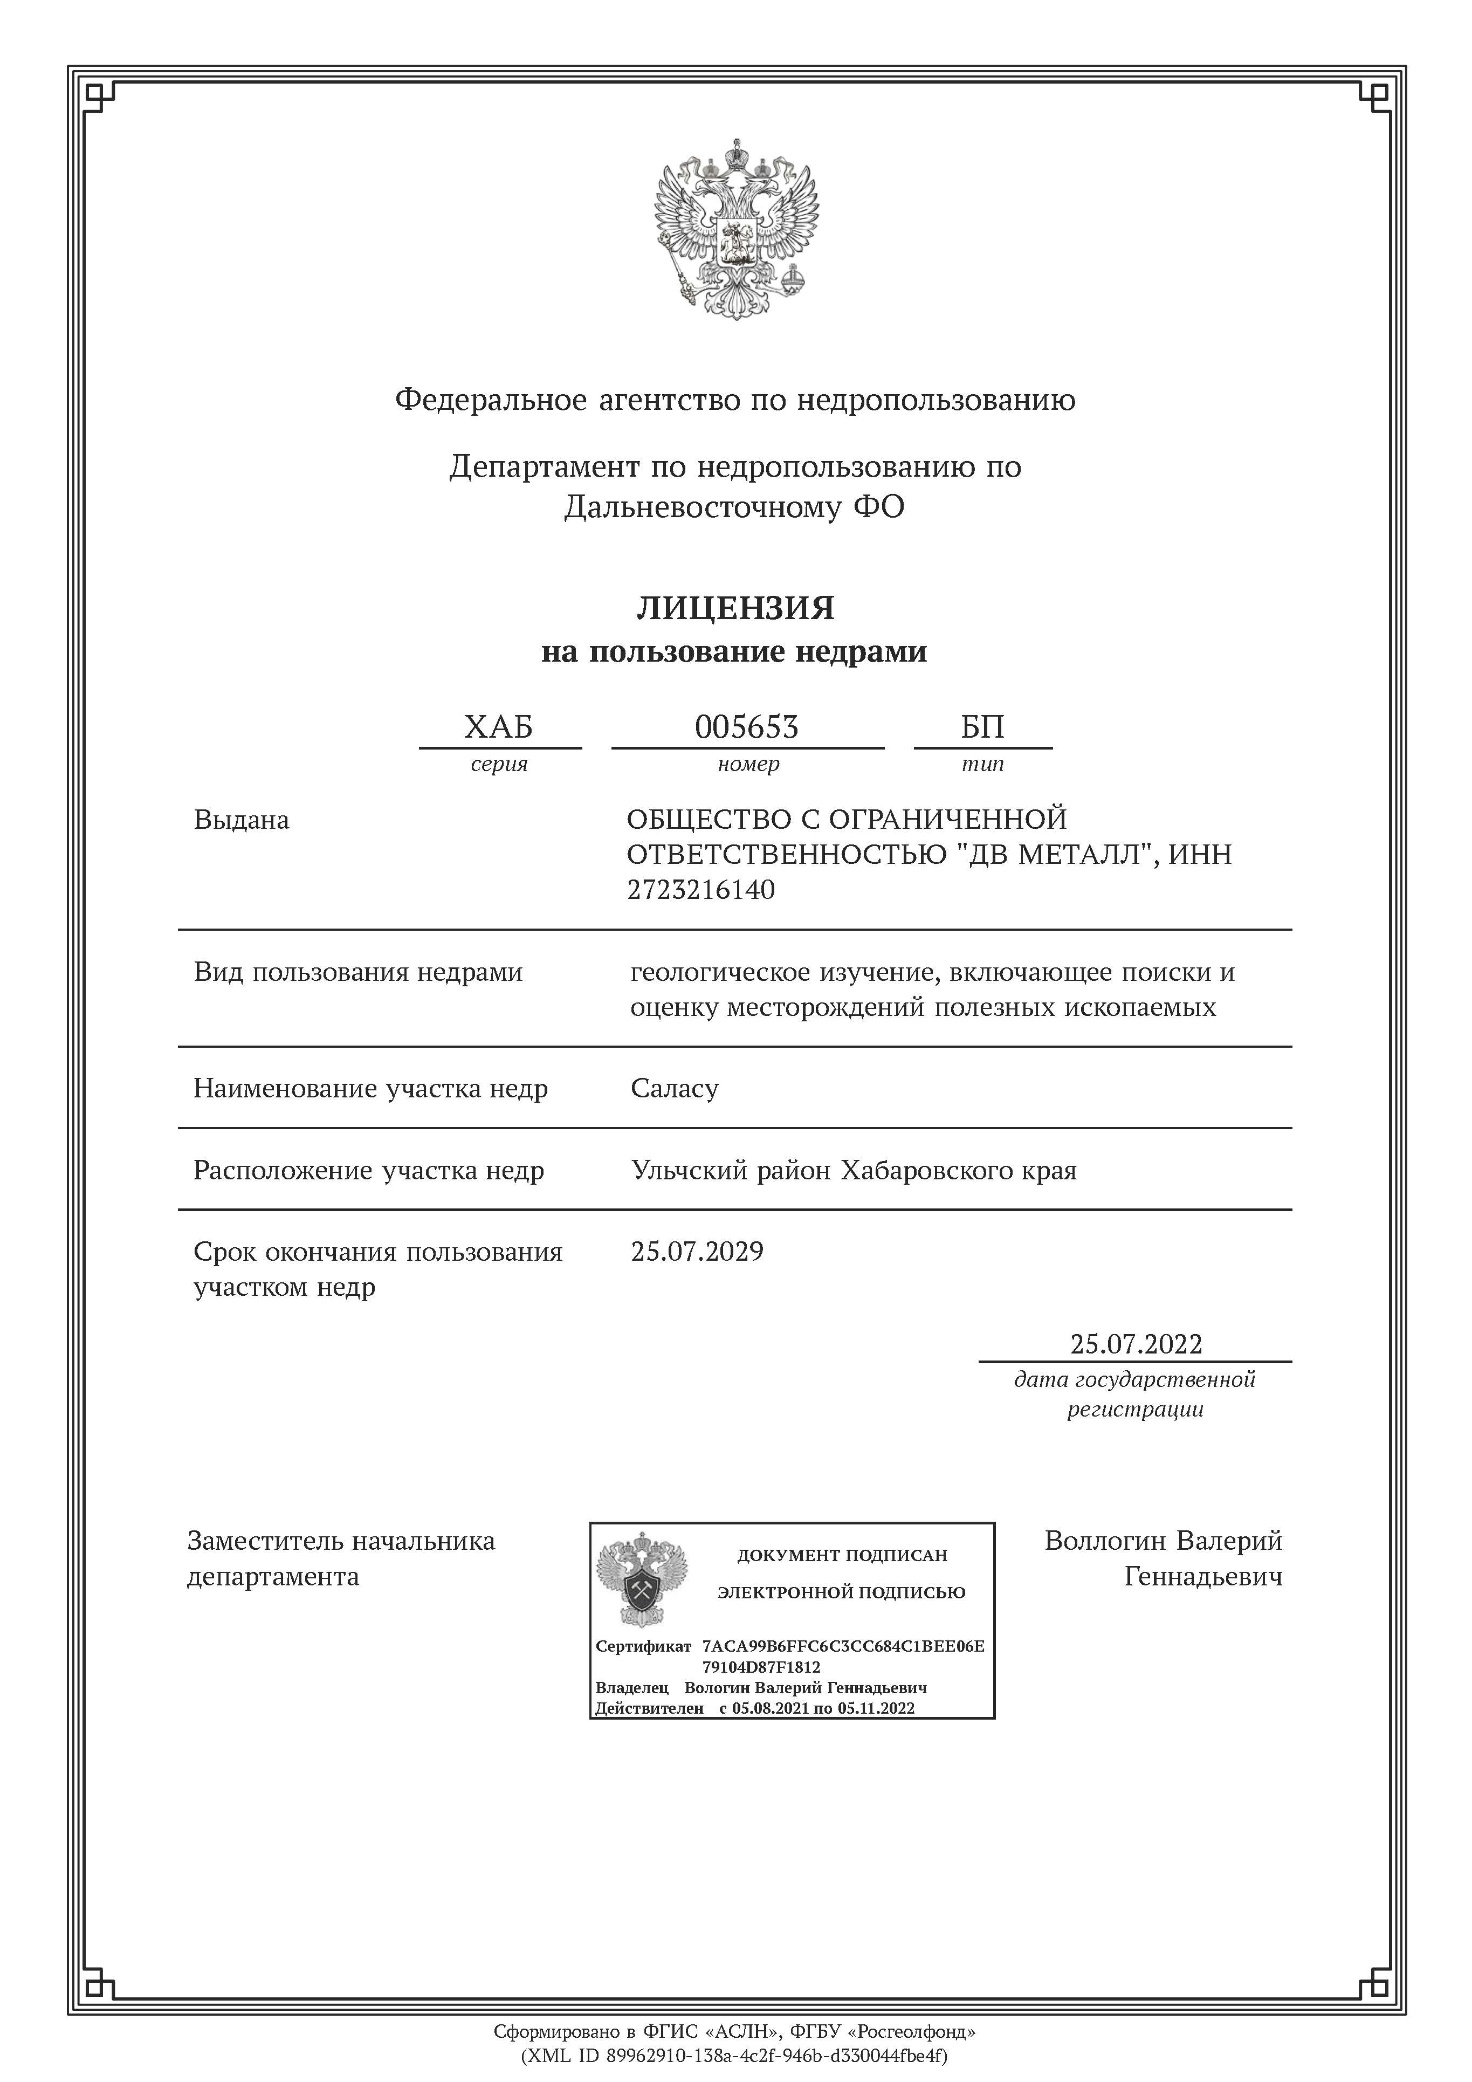 Федеральное агентство по недропользованию
Департамент по недропользованию по
Дальневосточному ФО
ЛИЦЕНЗИЯ
на пользование недрами
ХАБ 005653 БП
серия номер тип
Выдана ОБЩЕСТВО С ОГРАНИЧЕННОЙ
ОТВЕТСТВЕННОСТЬЮ "ДВ МЕТАЛЛ", ИНН
2723216140
Вид пользования недрами геологическое изучение, включающее поиски и
оценку месторождений полезных ископаемых
Наименование участка недр Саласу
Расположение участка недр Ульчский район Хабаровского края
Срок окончания пользования 25.07.2029
участком недр
25.07.2022
дата государственной
регистрации
Заместитель начальника
департамента
ДОКУМЕНТ ПОДПИСАН
ЭЛЕКТРОННОЙ ПОДПИСЬЮ
Сертификат 7ACA99B6FFC6C3CC684C1BEE06E
79104D87F1812
Владелец Вологин Валерий Геннадьевич
Действителен с 05.08.2021 по 05.11.2022
Воллогин Валерий
Геннадьевич
Сформировано в ФГИС «АСЛН», ФГБУ «Росгеолфонд»
(XML ID 89962910-138a-4c2f-946b-d330044fbe4f)